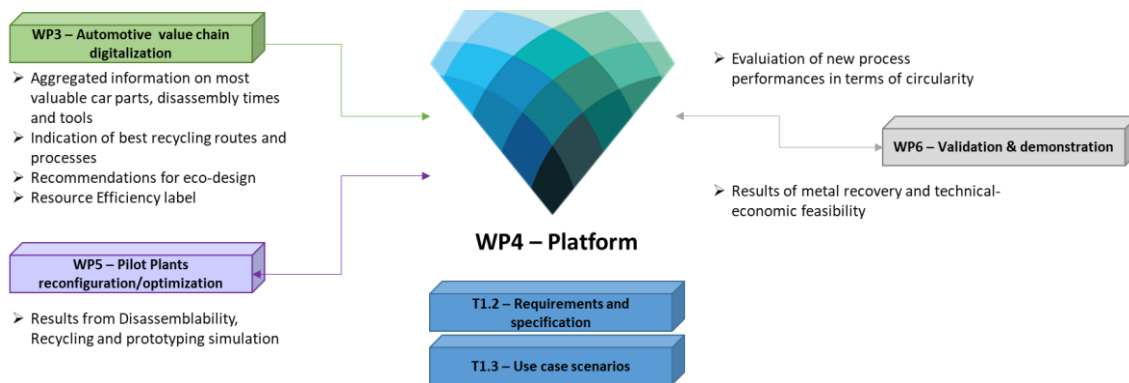 WP3 – Automotive value chain
digitalization
➢ Aggregated information on most
valuable car parts, disassembly times
and tools
➢ Indication of best recycling routes and
processes
➢ Recommendations for eco-design
➢ Resource Efficiency label
WP5 – Pilot Plants
reconfiguration/optimization
➢ Results from Disassemblability,
Recycling and prototyping simulation
WP4 – Platform
T1.2 – Requirements and
specification
T1.3 – Use case scenarios
➢ Evaluiation of new process
performances in terms of circularity
WP6 – Validation & demonstration
➢ Results of metal recovery and technical-
economic feasibility